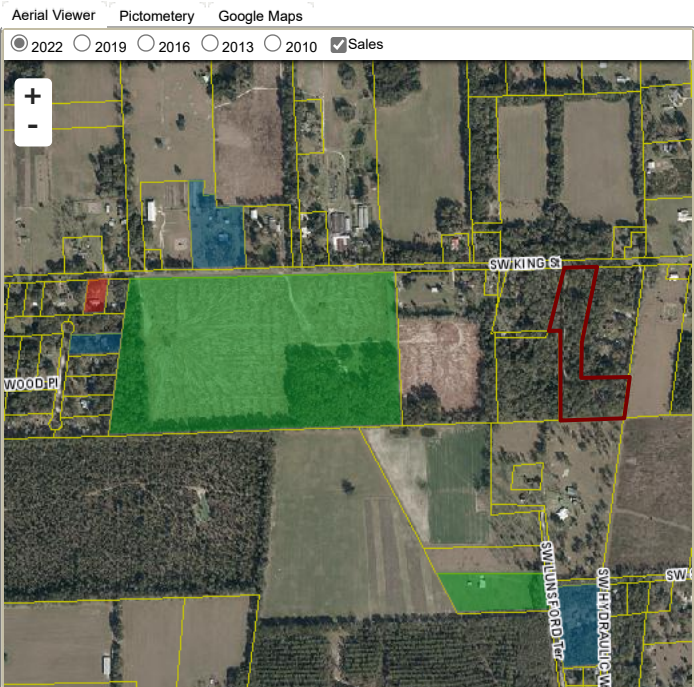 Aerial Viewer Pictometery Google Maps
2022 2019 2016 2013 2010 Sales
+
-
SW KING St
WOOD Pl
SW LUNSFORD Ter
SW HYDRAULIC W
SW